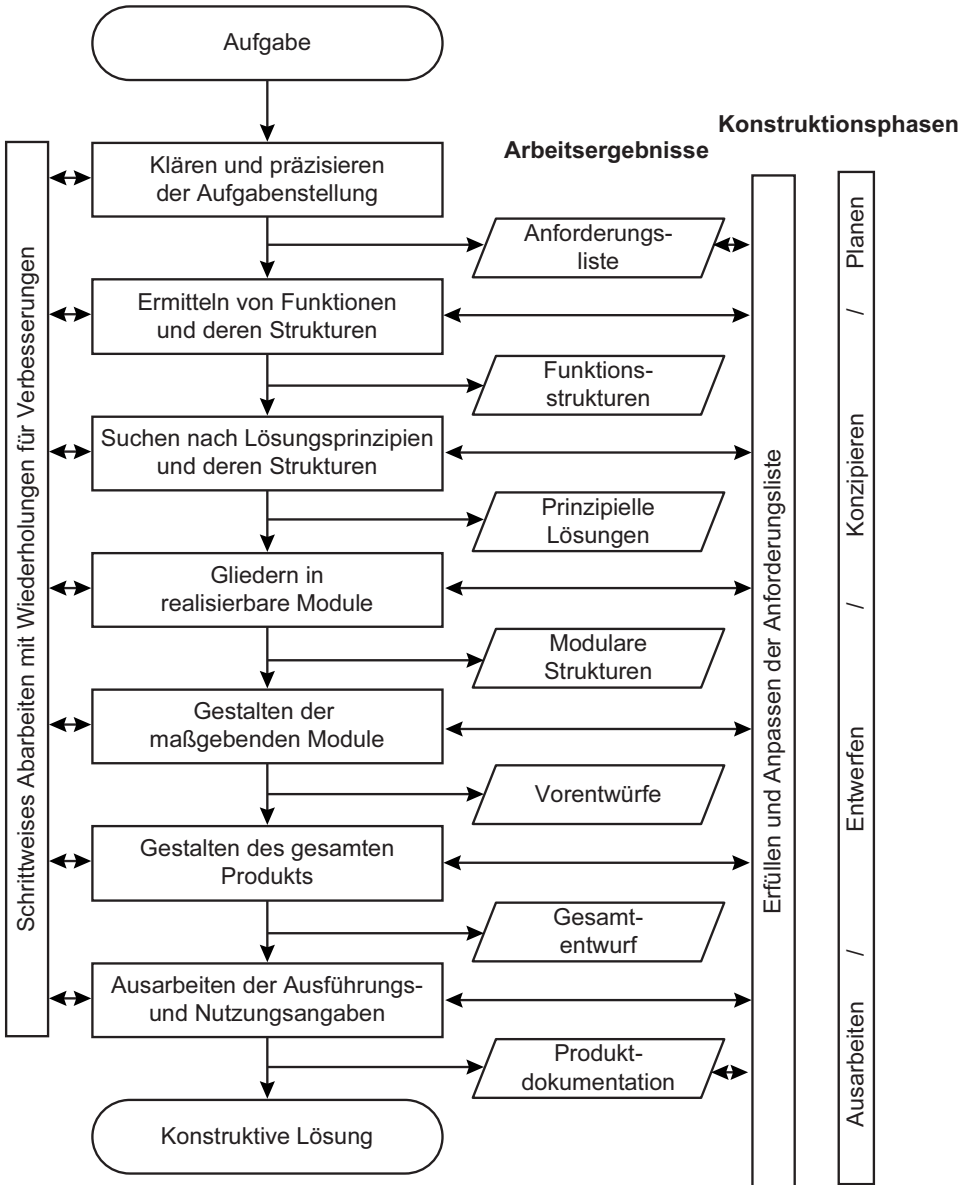 Aufgabe
Konstruktionsphasen
Arbeitsergebnisse
Klären und präzisieren
der Aufgabenstellung
Anforderungs-
liste
Ermitteln von Funktionen
und deren Strukturen
Funktions-
strukturen
Suchen nach Lösungsprinzipien
und deren Strukturen
Prinzipielle
Lösungen
Gliedern in
realisierbare Module
Modulare
Strukturen
Gestalten der
maßgebenden Module
Vorentwürfe
Gestalten des gesamten
Produkts
Gesamt-
entwurf
Ausarbeiten der Ausführungs-
und Nutzungsangaben
Produkt-
dokumentation
Konstruktive Lösung
Schrittweises Abarbeiten mit Wiederholungen für Verbesserungen
Erfüllen und Anpassen der Anforderungsliste
Ausarbeiten / Entwerfen / Konzipieren / Planen